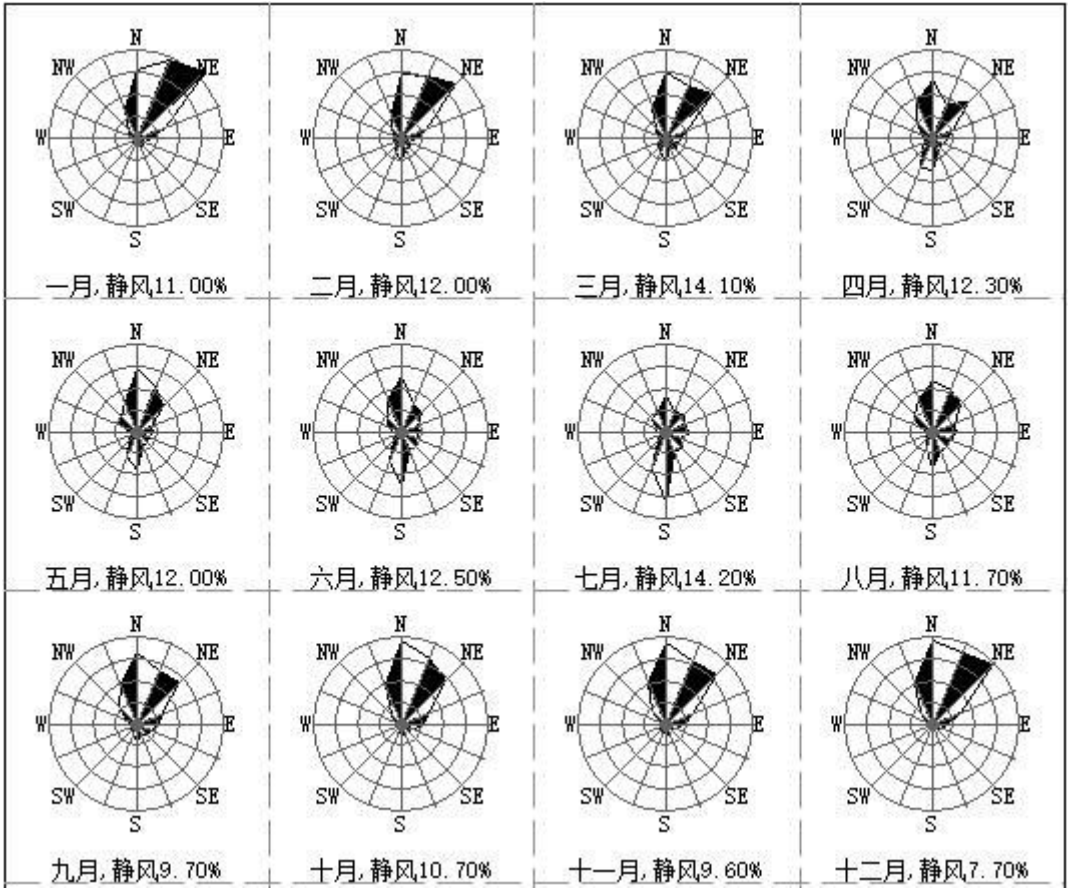 N N N N
NW NE NW NE NW NE NW NE
W E W E W E W E
SW SE SW SE SW SE SW SE
S S S S
一月,静风11.00% 二月,静风12.00% 三月,静风14.10% 四月,静风12.30%
N N N N
NW NE NW NE NW NE NW NE
W E W E W E W E
SW SE SW SE SW SE SW SE
S S S S
五月,静风12.00% 六月,静风12.50% 七月,静风14.20% 八月,静风11.70%
N N N N
NW NE NW NE NW NE NW NE
W E W E W E W E
SW SE SW SE SW SE SW SE
S S S S
九月,静风9.70% 十月,静风10.70% 十一月,静风9.60% 十二月,静风7.70%